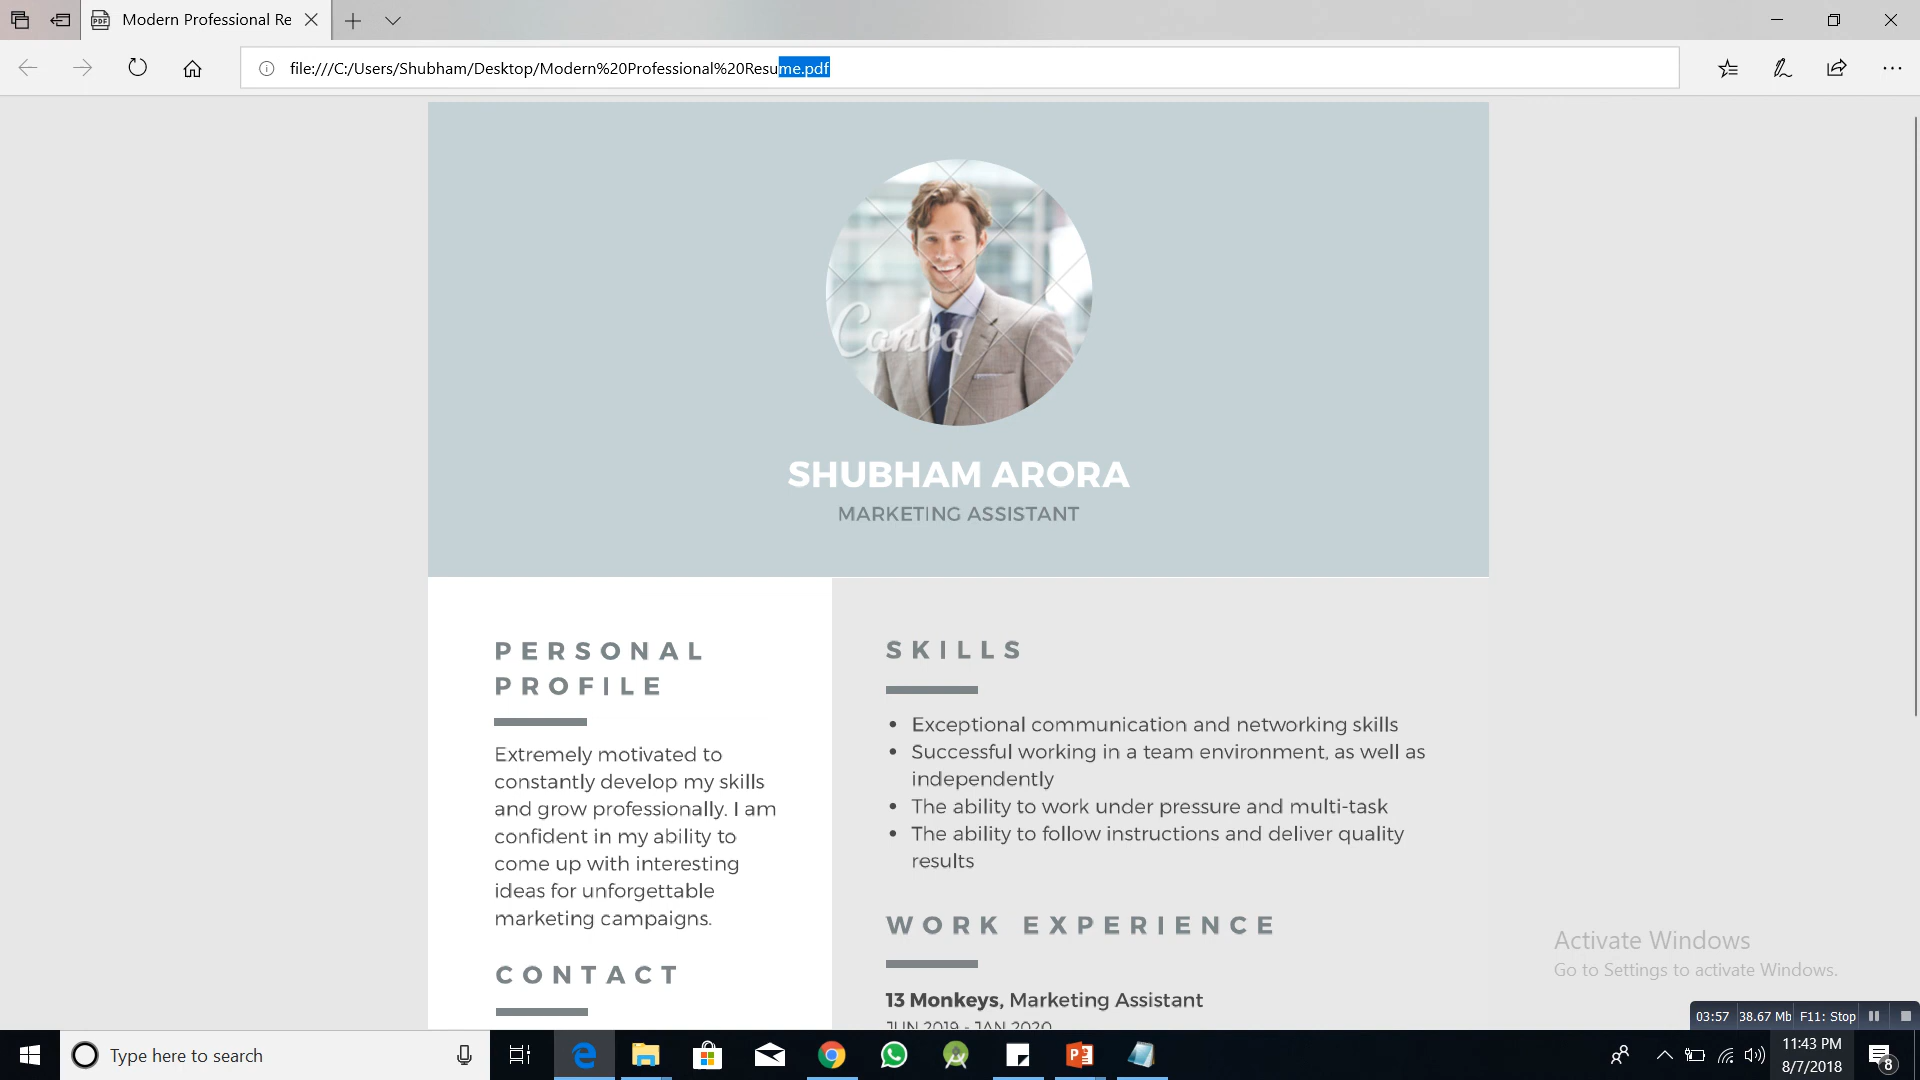 Modern Professional Re
file:///C:/Users/Shubham/Desktop/Modern%20Professional%20Resume.pdf
Canva
SHUBHAM ARORA
MARKETING ASSISTANT
PERSONAL
PROFILE
Extremely motivated to
constantly develop my skills
and grow professionally. I am
confident in my ability to
come up with interesting
ideas for unforgettable
marketing campaigns.
CONTACT
SKILLS
• Exceptional communication and networking skills
• Successful working in a team environment, as well as
independently
• The ability to work under pressure and multi-task
• The ability to follow instructions and deliver quality
results
WORK EXPERIENCE
13 Monkeys, Marketing Assistant
JUN 2019 - JAN 2020
Activate Windows
Go to Settings to activate Windows.
03:57 38.67 Mb F11: Stop
Type here to search
11:43 PM
8/7/2018
8